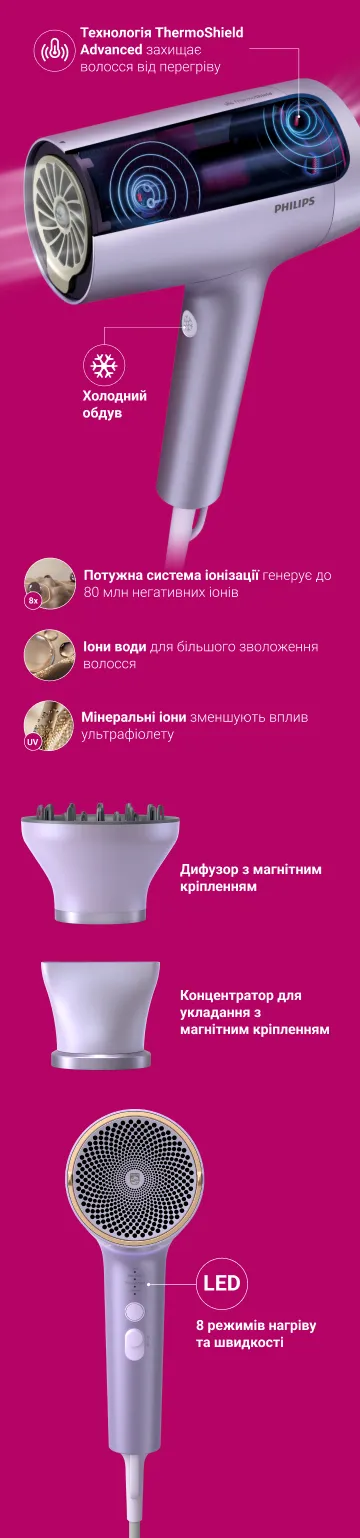 Технологія ThermoShield
Advanced захищає
волосся від перегріву
PHILIPS
Холодний
обдув
Потужна система іонізації генерує до
80 млн негативних іонів
8x
Іони води для більшого зволоження
волосся
Мінеральні іони зменшують вплив
ультрафіолету
UV
Дифузор з магнітним
кріпленням
Концентратор для
укладання з
магнітним кріпленням
LED
8 режимів нагріву
та швидкості